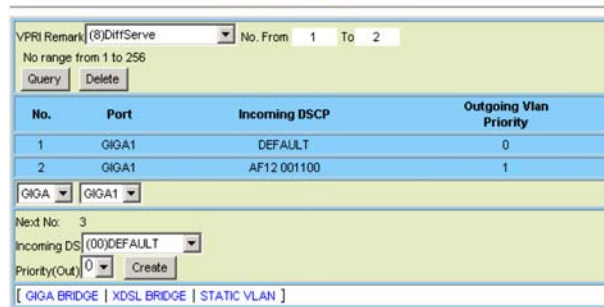 VPRI Remark (8)DiffServe No. From 1 To 2
No range from 1 to 256
Query Delete
No. Port Incoming DSCP Outgoing Vlan Priority
1 GIGA1 DEFAULT 0
2 GIGA1 AF12 001100 1
GIGA GIGA1
Next No: 3
Incoming DS (00)DEFAULT
Priority(Out) 0 Create
[ GIGA BRIDGE | XDSL BRIDGE | STATIC VLAN ]